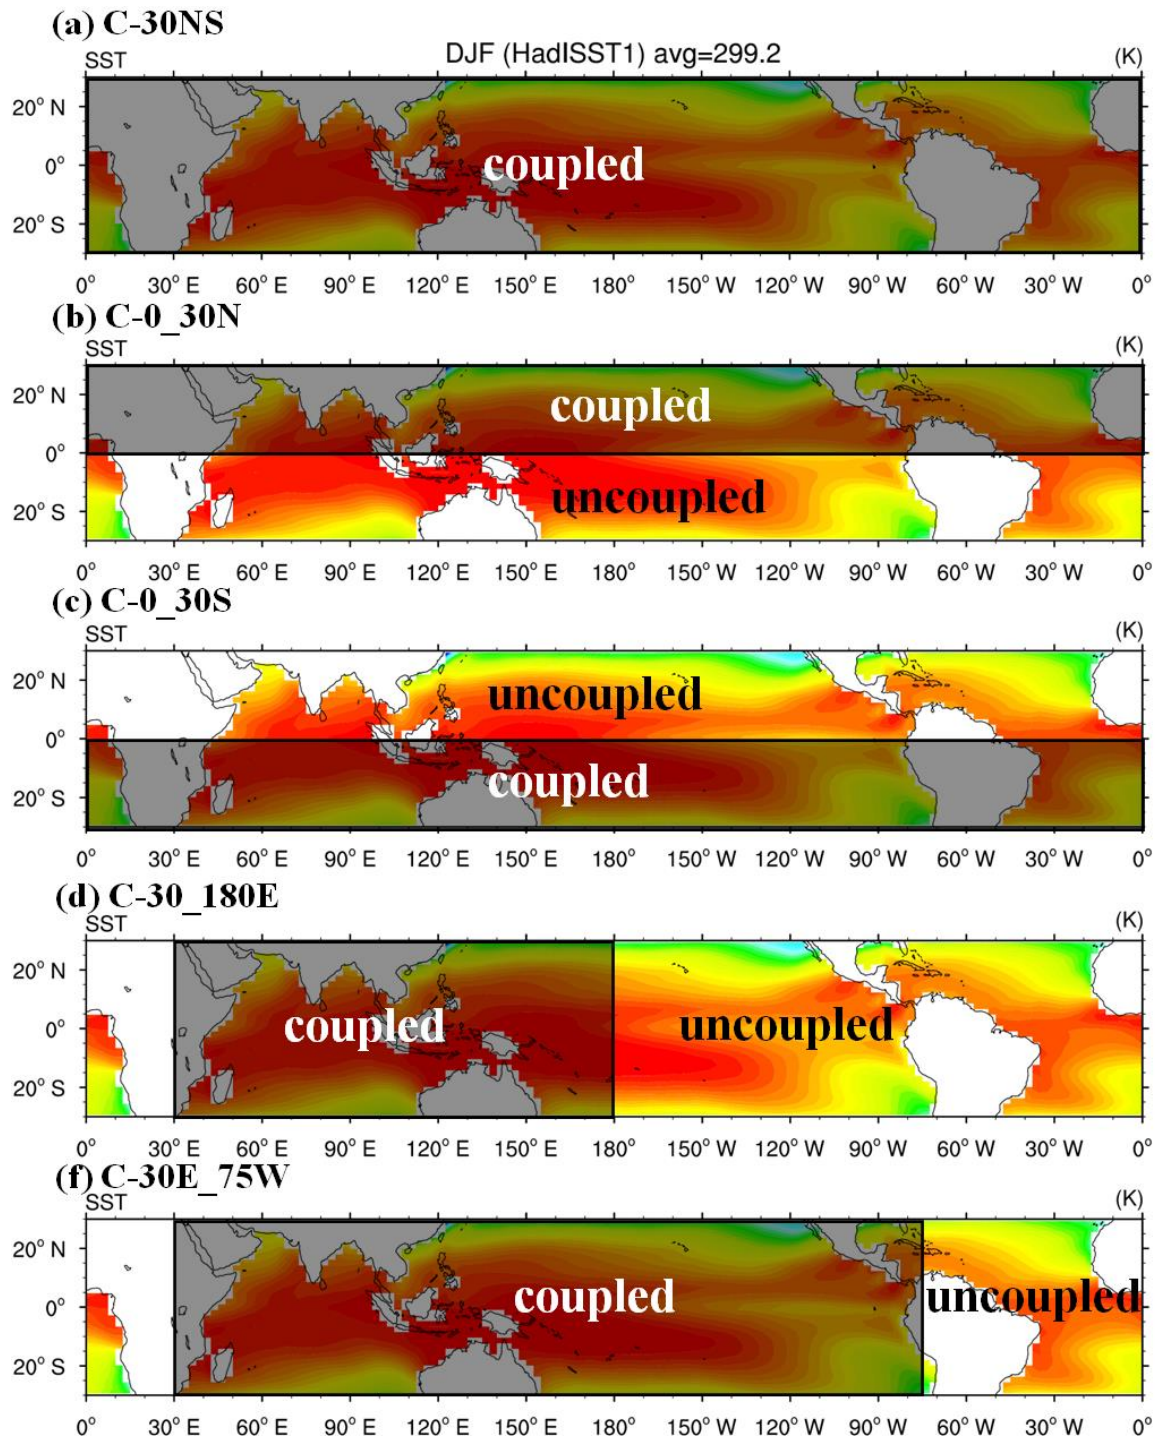 (a) C-30NS
SST DJF (HadISST1) avg=299.2 (K)
20° N
coupled
0°
20° S
0° 30° E 60° E 90° E 120° E 150° E 180° 150° W 120° W 90° W 60° W 30° W 0°
(b) C-0_30N
SST (K)
20° N
coupled
0°
uncoupled
20° S
0° 30° E 60° E 90° E 120° E 150° E 180° 150° W 120° W 90° W 60° W 30° W 0°
(c) C-0_30S
SST (K)
20° N
uncoupled
0°
coupled
20° S
0° 30° E 60° E 90° E 120° E 150° E 180° 150° W 120° W 90° W 60° W 30° W 0°
(d) C-30_180E
SST (K)
20° N
0° coupled uncoupled
20° S
0° 30° E 60° E 90° E 120° E 150° E 180° 150° W 120° W 90° W 60° W 30° W 0°
(f) C-30E_75W
SST (K)
20° N
0° coupled uncoupled
20° S
0° 30° E 60° E 90° E 120° E 150° E 180° 150° W 120° W 90° W 60° W 30° W 0°